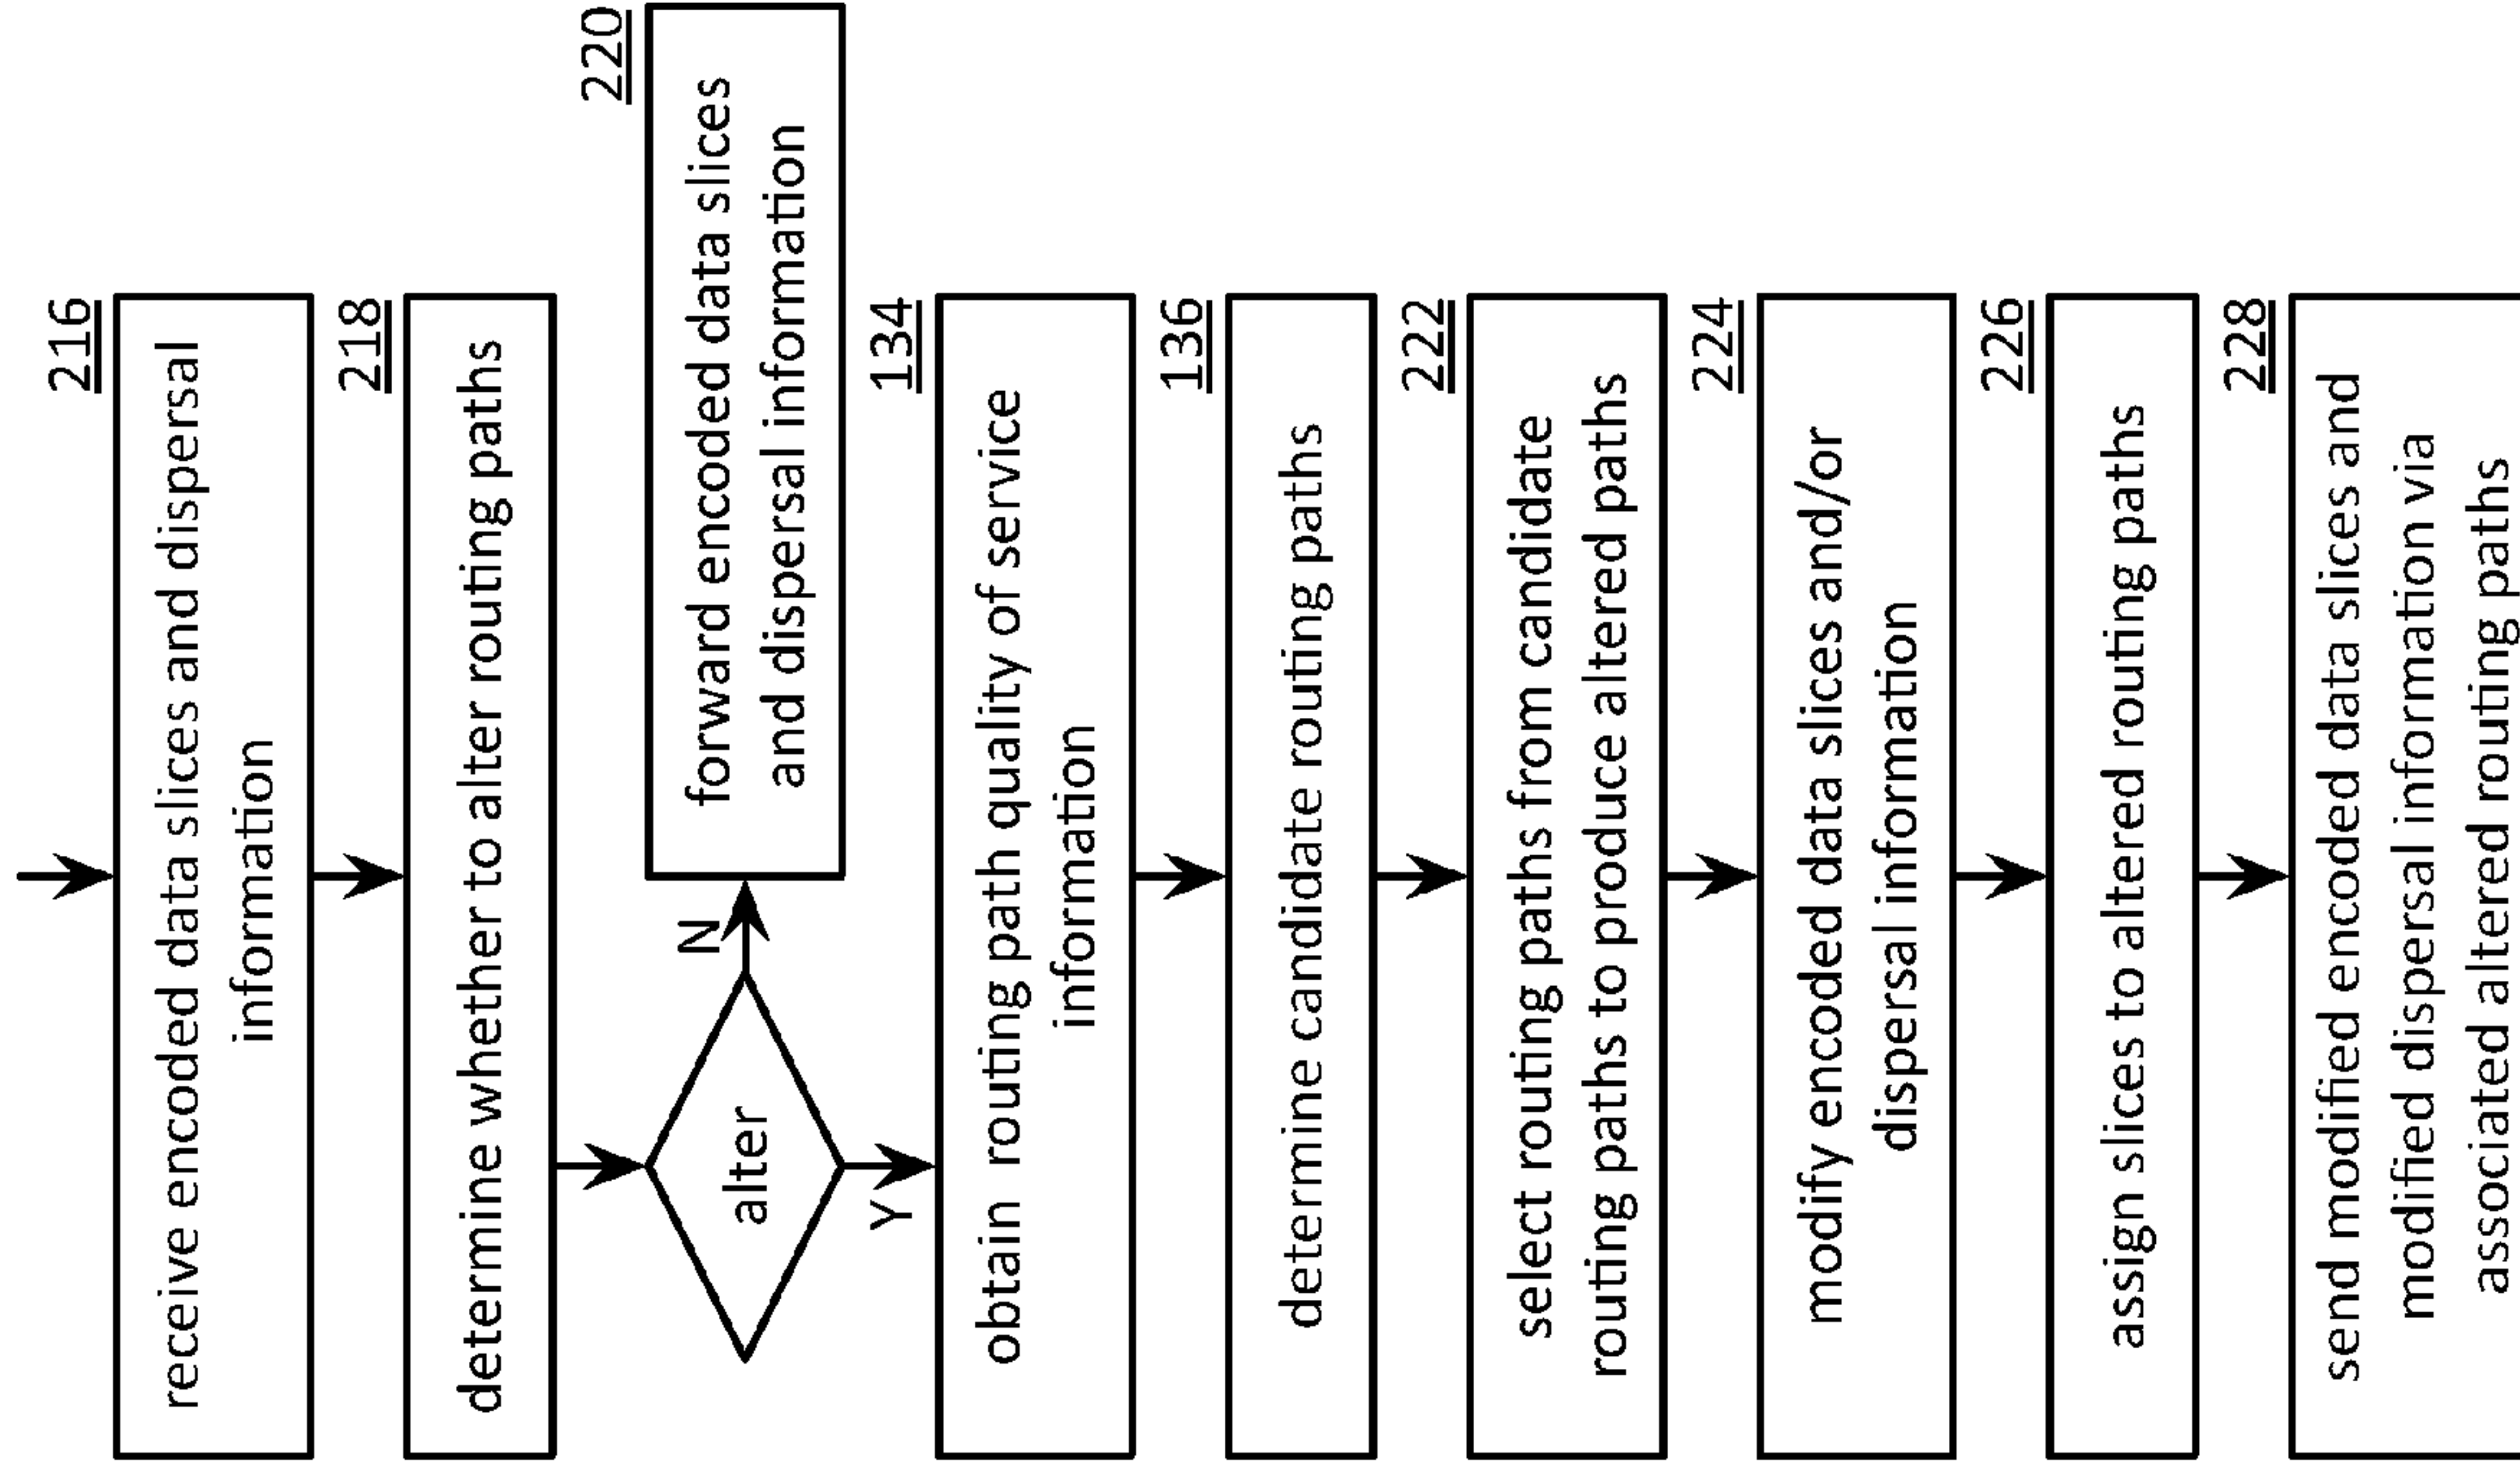 216
receive encoded data slices and dispersal
information
218
determine whether to alter routing paths
alter
N
Y
220
forward encoded data slices
and dispersal information
134
obtain routing path quality of service
information
136
determine candidate routing paths
222
select routing paths from candidate
routing paths to produce altered paths
224
modify encoded data slices and/or
dispersal information
226
assign slices to altered routing paths
228
send modified encoded data slices and
modified dispersal information via
associated altered routing paths